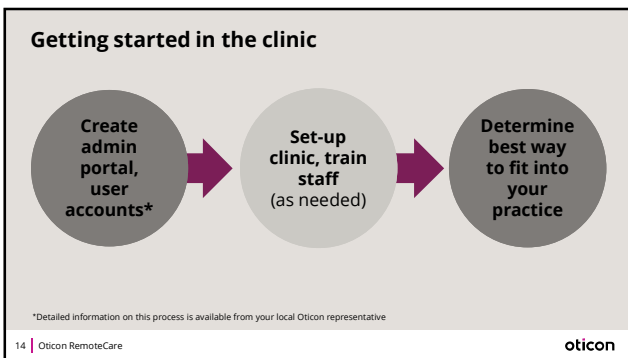 Getting started in the clinic
Create
admin
portal,
user
accounts*
Set-up
clinic, train
staff
(as needed)
Determine
best way
to fit into
your
practice
*Detailed information on this process is available from your local Oticon representative
14 Oticon RemoteCare
oticon